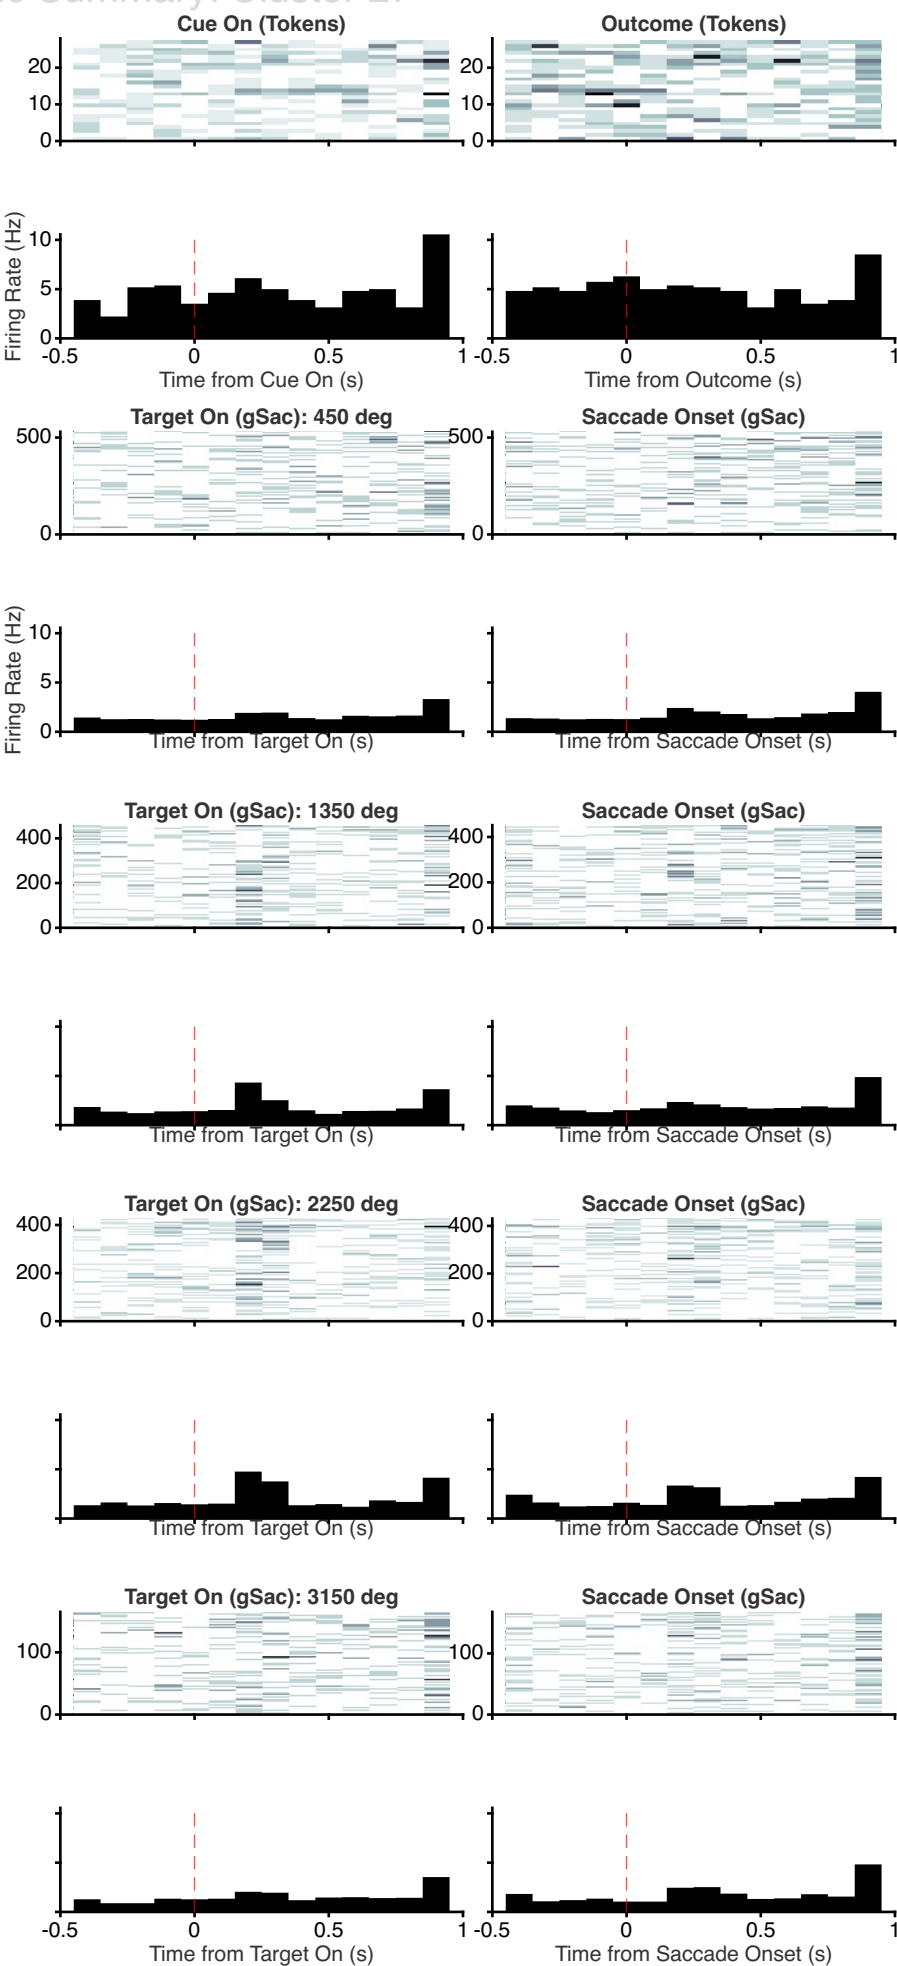 Summary: Cluster
Cue On (Tokens) Outcome (Tokens)
20 20
10 10
0 0
Firing Rate (Hz)
10
5
0
-0.5 0 0.5 1 -0.5 0 0.5 1
Time from Cue On (s) Time from Outcome (s)
Target On (gSac): 450 deg Saccade Onset (gSac)
500 500
0 0
Firing Rate (Hz)
10
5
0
Time from Target On (s) Time from Saccade Onset (s)
Target On (gSac): 1350 deg Saccade Onset (gSac)
400 400
200 200
0 0
Time from Target On (s) Time from Saccade Onset (s)
Target On (gSac): 2250 deg Saccade Onset (gSac)
400 400
200 200
0 0
Time from Target On (s) Time from Saccade Onset (s)
Target On (gSac): 3150 deg Saccade Onset (gSac)
100 100
0 0
-0.5 0 0.5 1 -0.5 0 0.5 1
Time from Target On (s) Time from Saccade Onset (s)